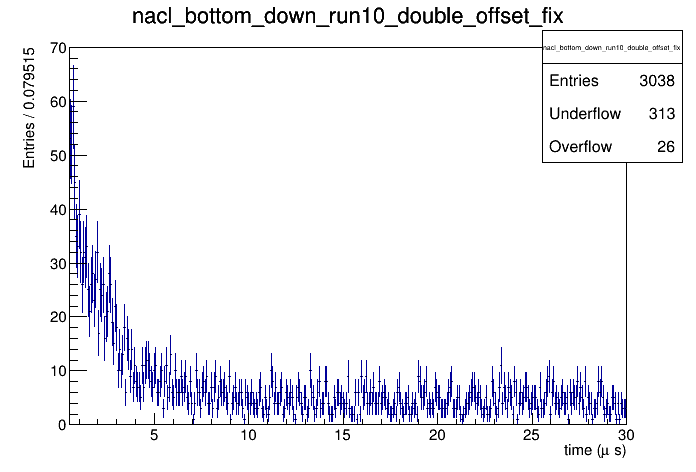 nacl_bottom_down_run10_double_offset_fix
nacl_bottom_down_run10_double_offset_fix
Entries 3038
Underflow 313
Overflow 26
Entries / 0.079515
70
60
50
40
30
20
10
0
5 10 15 20 25 30
time (μ s)